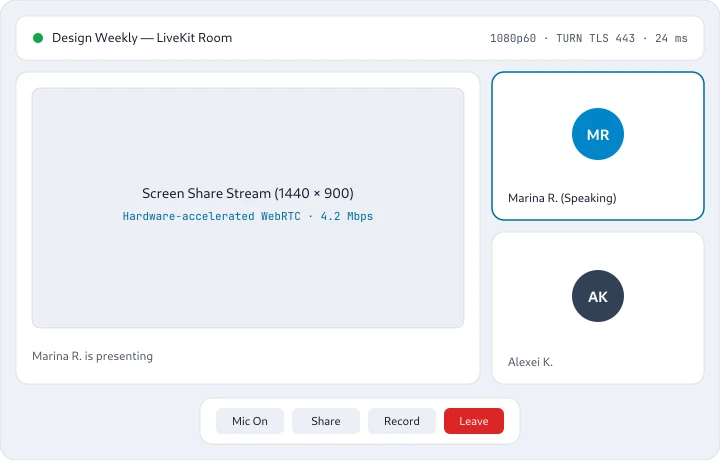 Design Weekly — LiveKit Room
1080p60 · TURN TLS 443 · 24 ms
Screen Share Stream (1440 × 900)
Hardware-accelerated WebRTC · 4.2 Mbps
Marina R. is presenting
MR
Marina R. (Speaking)
AK
Alexei K.
Mic On
Share
Record
Leave